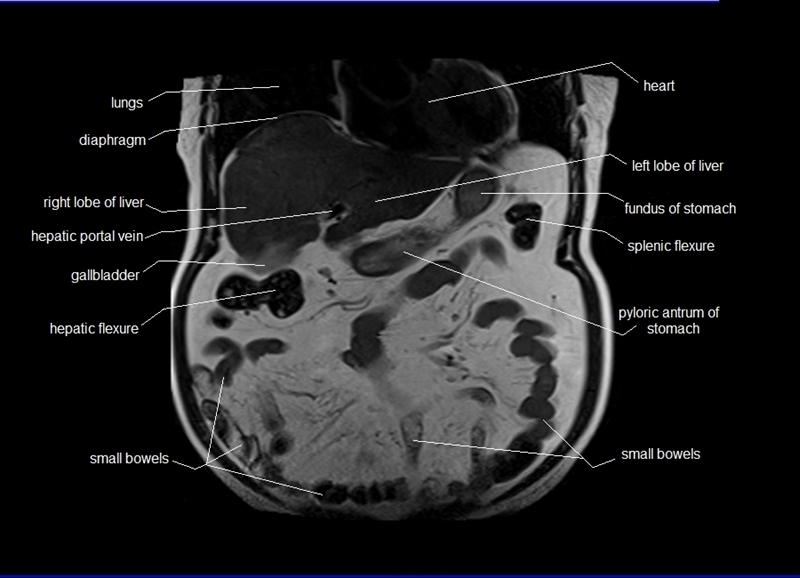 lungs
diaphragm
right lobe of liver
hepatic portal vein
gallbladder
hepatic flexure
small bowels
heart
left lobe of liver
fundus of stomach
splenic flexure
pyloric antrum of
stomach
small bowels